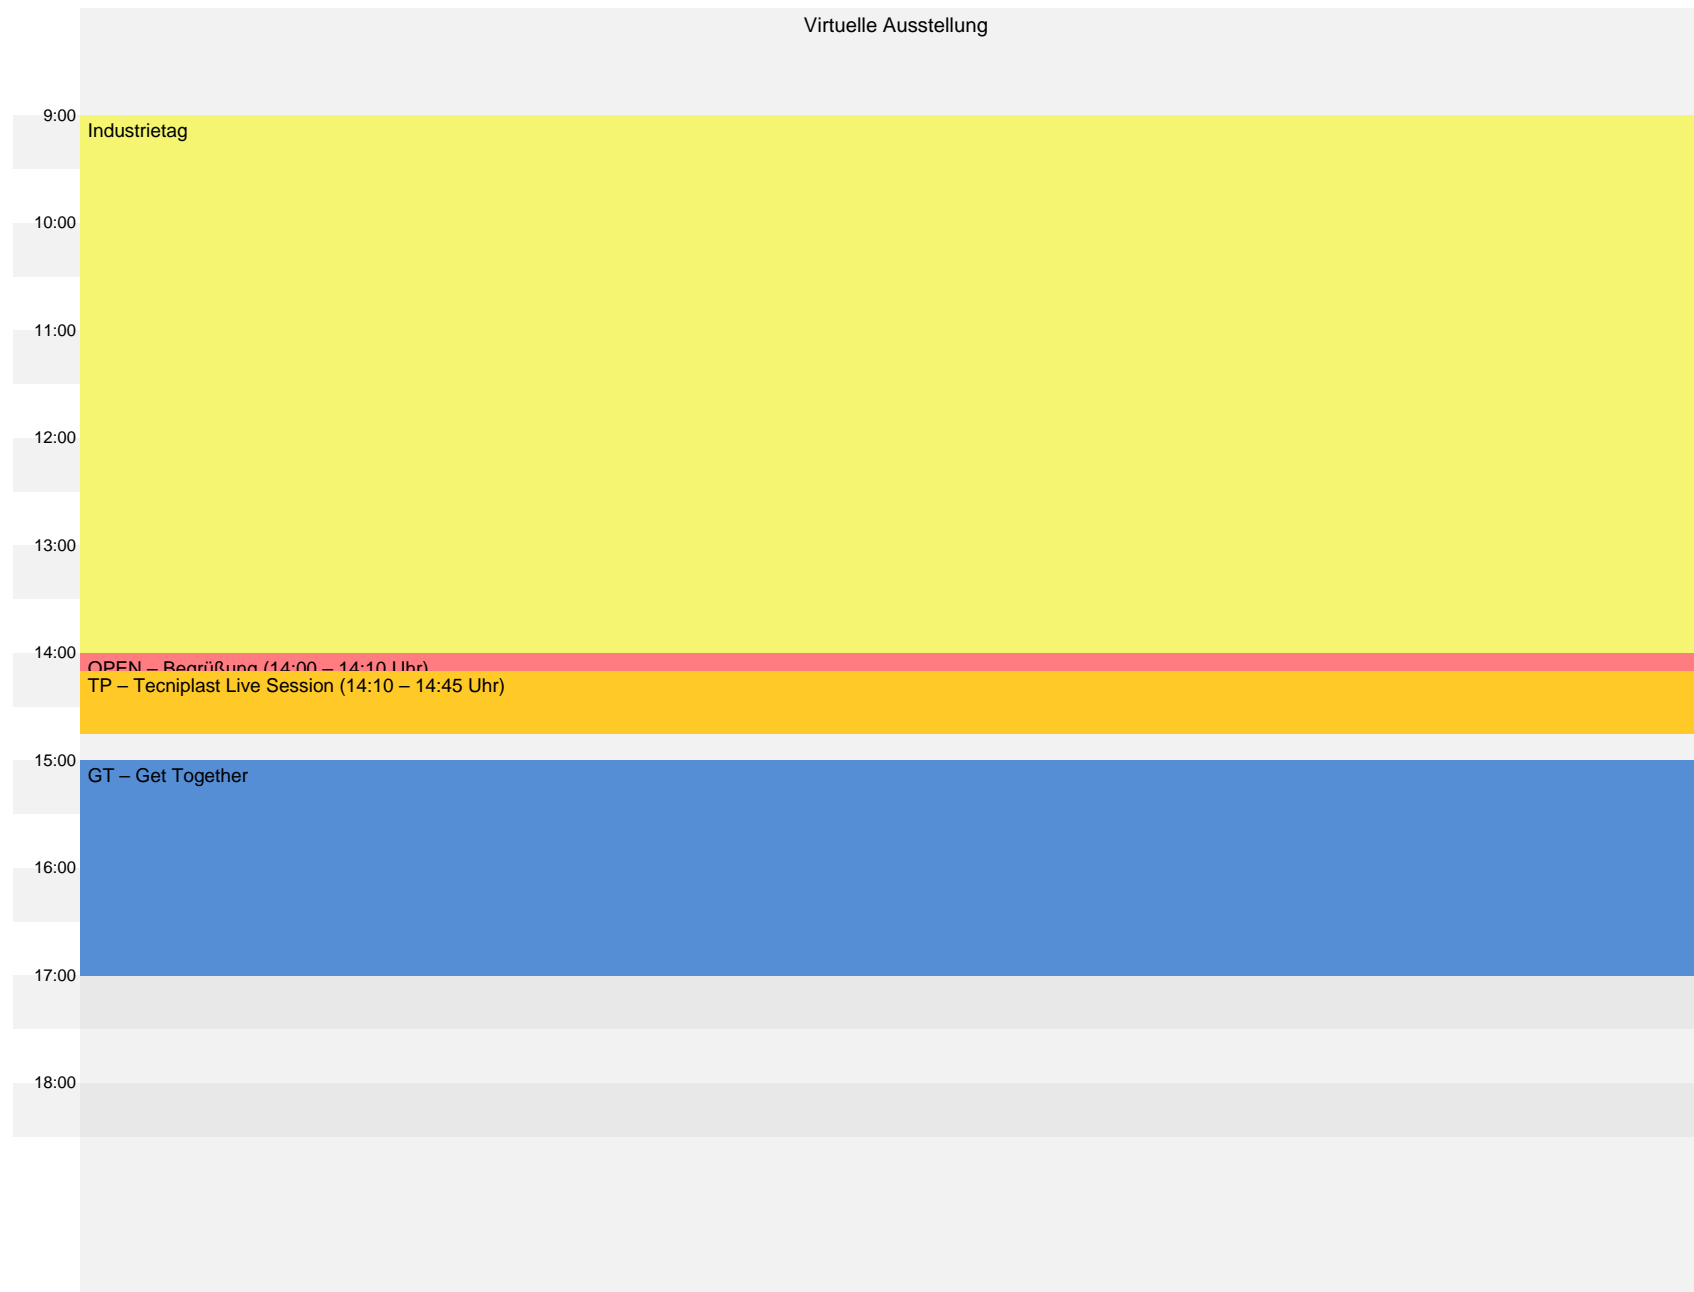 Virtuelle Ausstellung
9:00
Industrietag
10:00
11:00
12:00
13:00
14:00
OPEN – Begrüßung (14:00 – 14:10 Uhr)
TP – Tecniplast Live Session (14:10 – 14:45 Uhr)
15:00
GT – Get Together
16:00
17:00
18:00